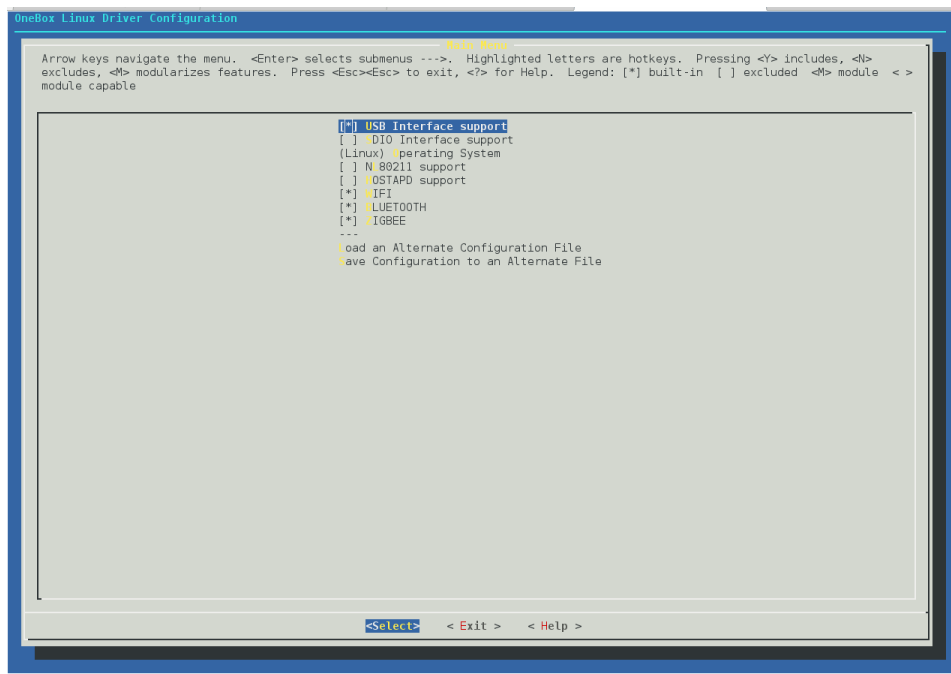 OneBox Linux Driver Configuration
Main Menu
Arrow keys navigate the menu.  <Enter> selects submenus --->.  Highlighted letters are hotkeys.  Pressing <Y> includes, <N>
excludes, <M> modularizes features.  Press <Esc><Esc> to exit, <?> for Help.  Legend: [*] built-in  [ ] excluded  <M> module  < >
module capable
[*] USB Interface support
[ ] SDIO Interface support
(Linux) Operating System
[ ] Nl80211 support
[ ] HOSTAPD support
[*] WIFI
[*] BLUETOOTH
[*] ZIGBEE
---
Load an Alternate Configuration File
Save Configuration to an Alternate File
<Select>    < Exit >    < Help >